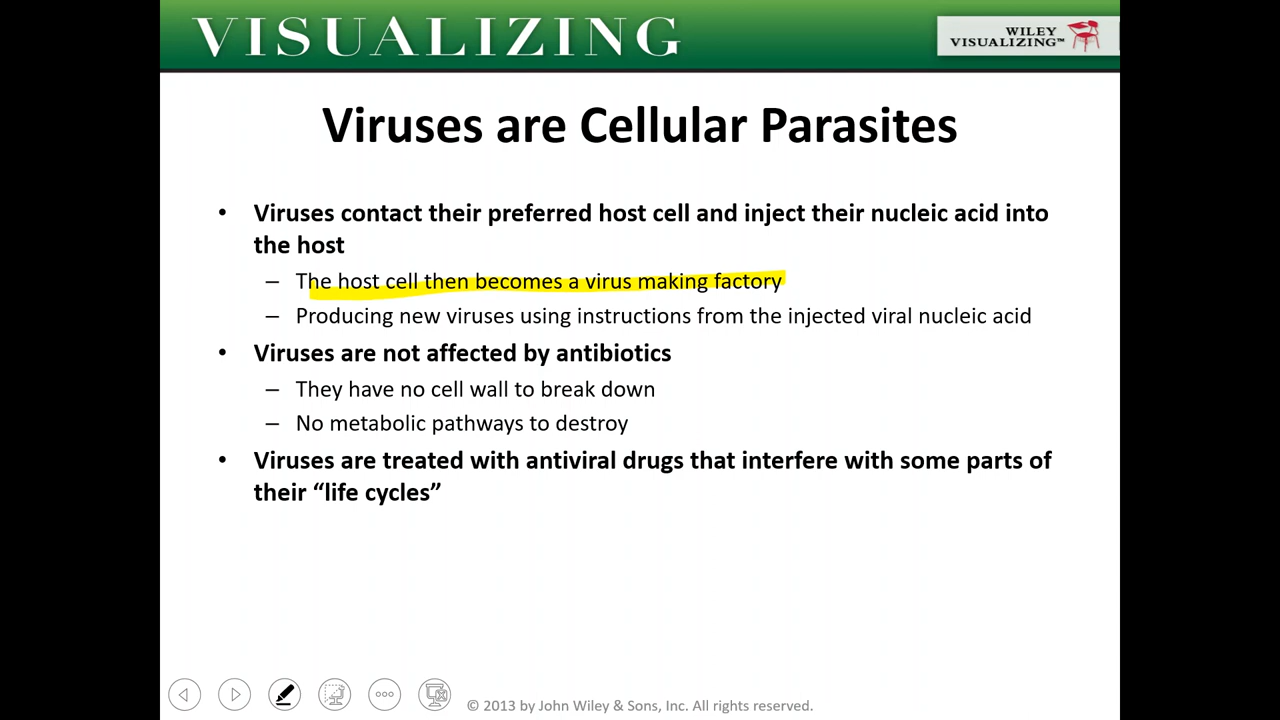 VISUALIZING
WILEY
VISUALIZING™
Viruses are Cellular Parasites
• Viruses contact their preferred host cell and inject their nucleic acid into
the host
– The host cell then becomes a virus making factory
– Producing new viruses using instructions from the injected viral nucleic acid
• Viruses are not affected by antibiotics
– They have no cell wall to break down
– No metabolic pathways to destroy
• Viruses are treated with antiviral drugs that interfere with some parts of
their “life cycles”
© 2013 by John Wiley & Sons, Inc. All rights reserved.